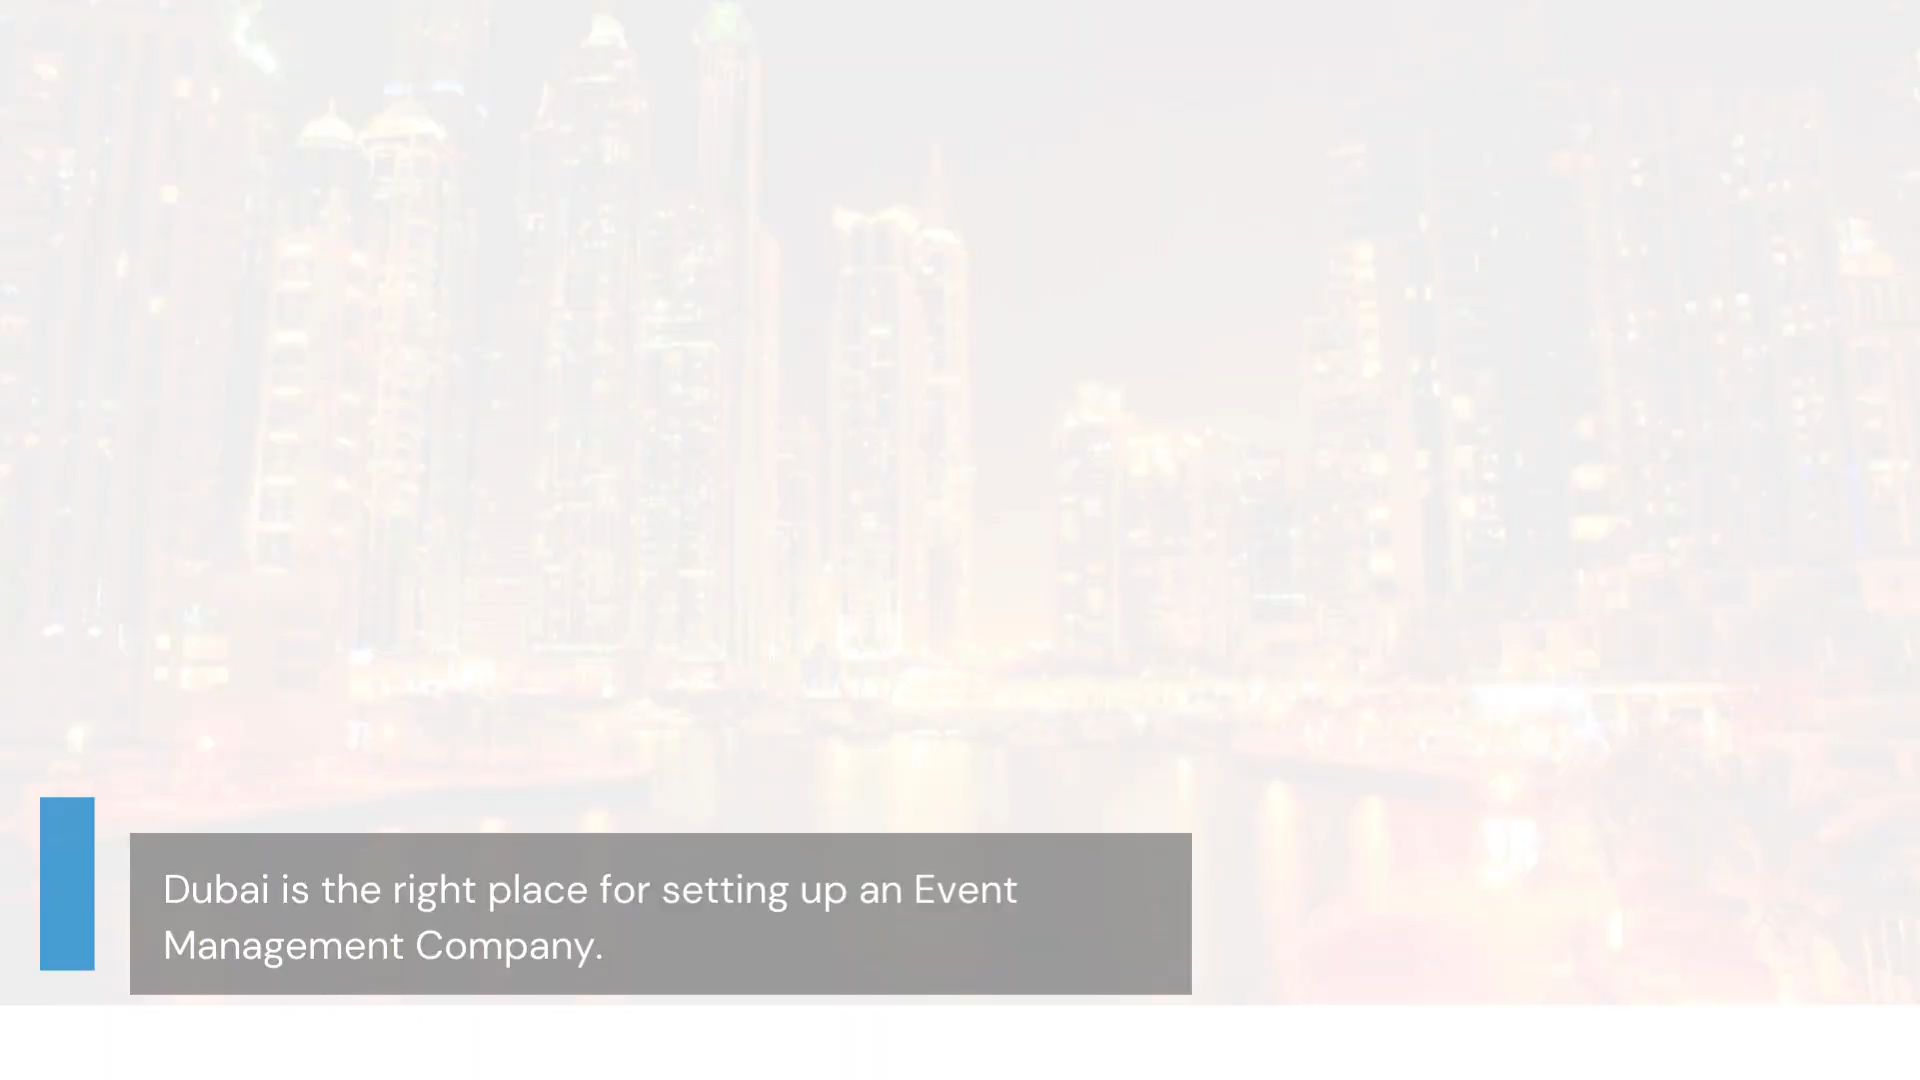 Dubai is the right place for setting up an Event
Management Company.